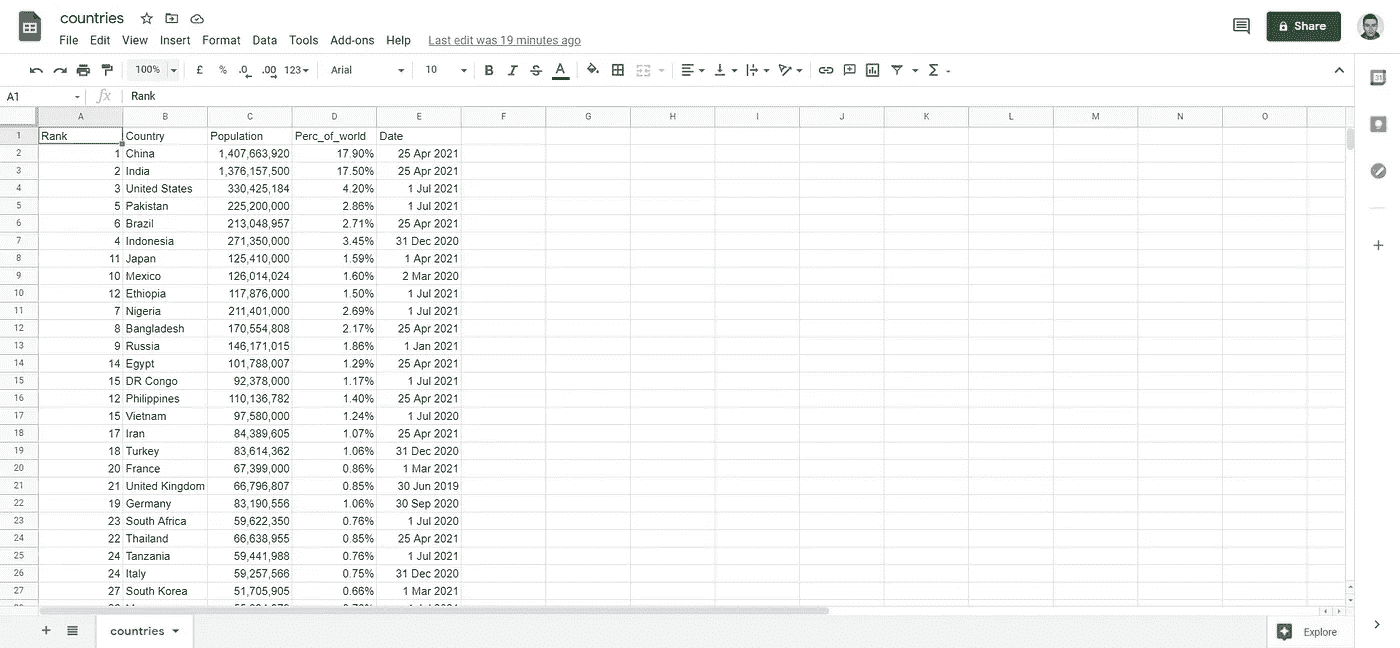 countries
File Edit View Insert Format Data Tools Add-ons Help Last edit was 19 minutes ago
Share
100% £ % .0 .00 123 Arial 10 B I S A Σ
31
A1 fx Rank
A B C D E F G H I J K L M N O
1 Rank Country Population Perc_of_world Date
2 1 China 1,407,663,920 17.90% 25 Apr 2021
3 2 India 1,376,157,500 17.50% 25 Apr 2021
4 3 United States 330,425,184 4.20% 1 Jul 2021
5 5 Pakistan 225,200,000 2.86% 1 Jul 2021
6 6 Brazil 213,048,957 2.71% 25 Apr 2021
7 4 Indonesia 271,350,000 3.45% 31 Dec 2020
8 11 Japan 125,410,000 1.59% 1 Apr 2021
9 10 Mexico 126,014,024 1.60% 2 Mar 2020
10 12 Ethiopia 117,876,000 1.50% 1 Jul 2021
11 7 Nigeria 211,401,000 2.69% 1 Jul 2021
12 8 Bangladesh 170,554,808 2.17% 25 Apr 2021
13 9 Russia 146,171,015 1.86% 1 Jan 2021
14 14 Egypt 101,788,007 1.29% 25 Apr 2021
15 15 DR Congo 92,378,000 1.17% 1 Jul 2021
16 12 Philippines 110,136,782 1.40% 25 Apr 2021
17 15 Vietnam 97,580,000 1.24% 1 Jul 2020
18 17 Iran 84,389,605 1.07% 25 Apr 2021
19 18 Turkey 83,614,362 1.06% 31 Dec 2020
20 20 France 67,399,000 0.86% 1 Mar 2021
21 21 United Kingdom 66,796,807 0.85% 30 Jun 2019
22 19 Germany 83,190,556 1.06% 30 Sep 2020
23 23 South Africa 59,622,350 0.76% 1 Jul 2020
24 22 Thailand 66,638,955 0.85% 25 Apr 2021
25 24 Tanzania 59,441,988 0.76% 1 Jul 2021
26 24 Italy 59,257,566 0.75% 31 Dec 2020
27 27 South Korea 51,705,905 0.66% 1 Mar 2021
countries
Explore